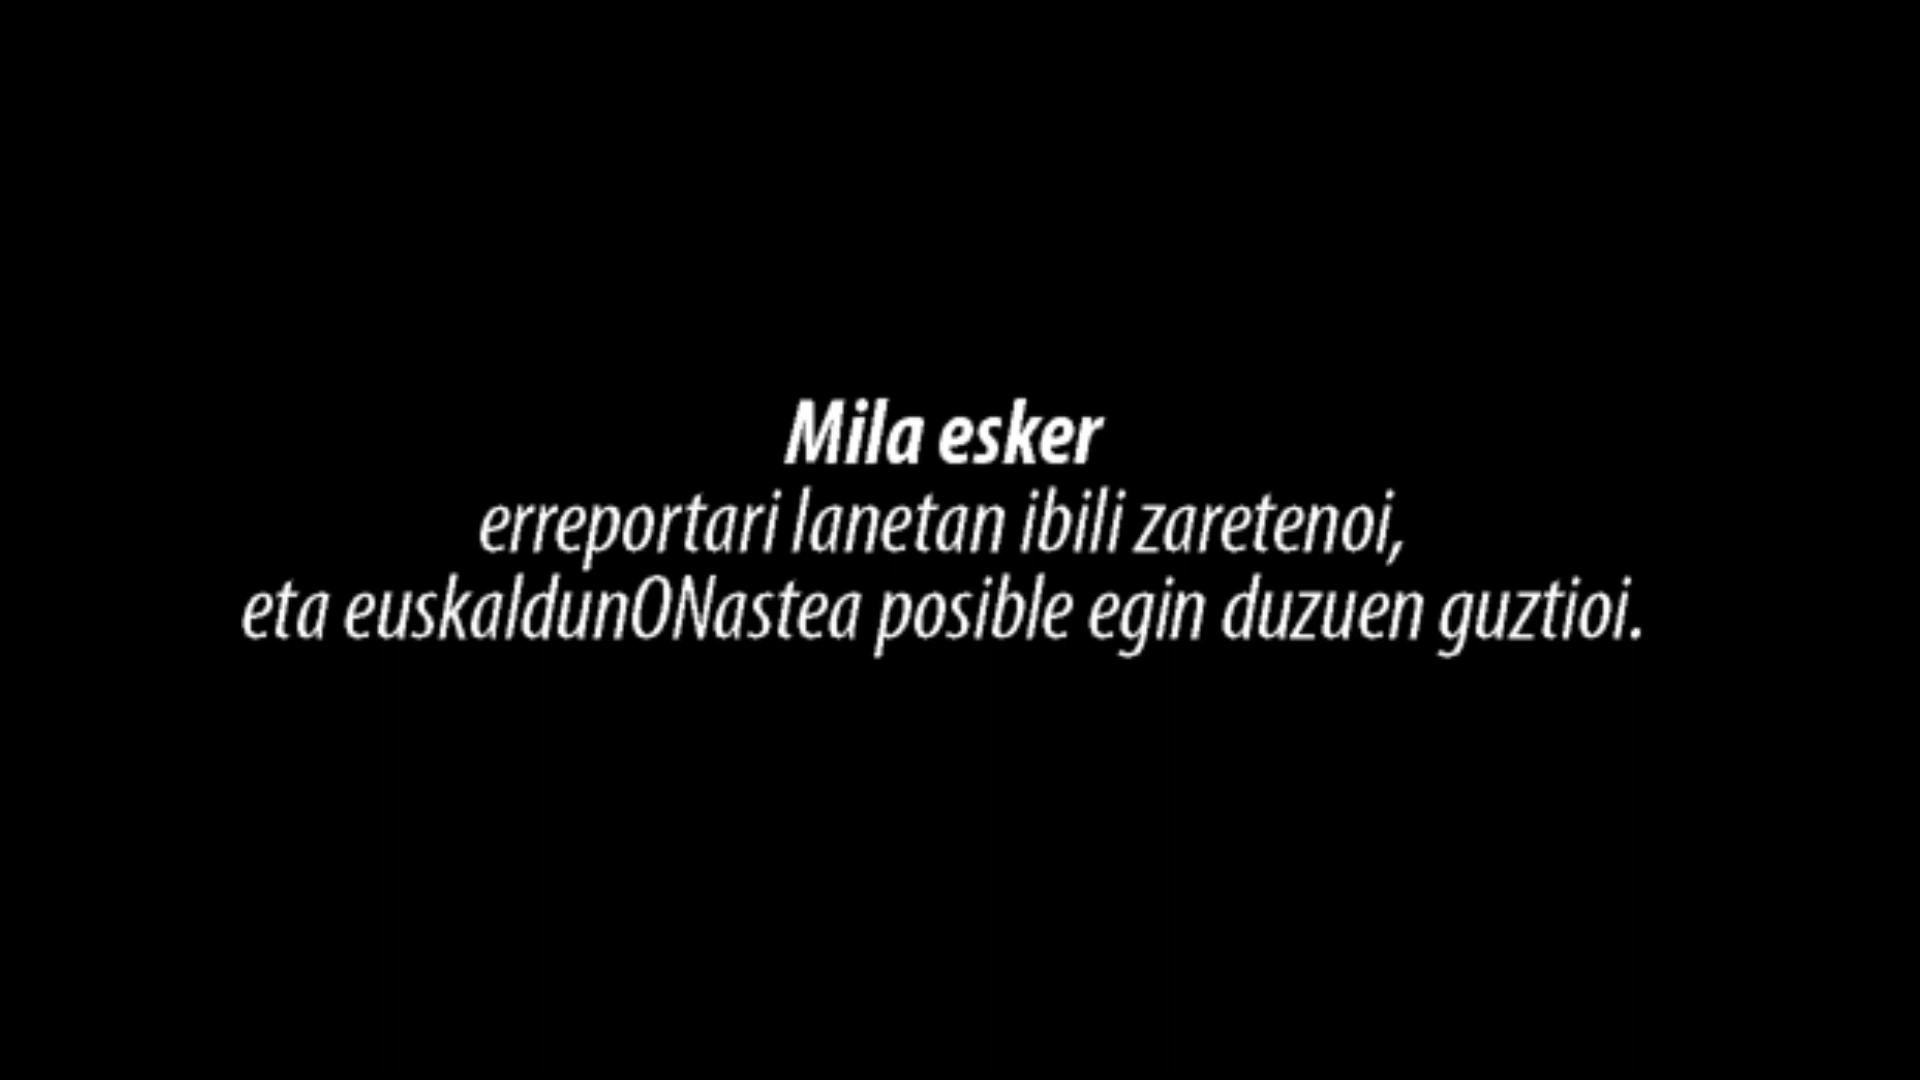 Mila esker
erreportari lanetan ibili zaretenoi,
eta euskaldunONastea posible egin duzuen guztioi.